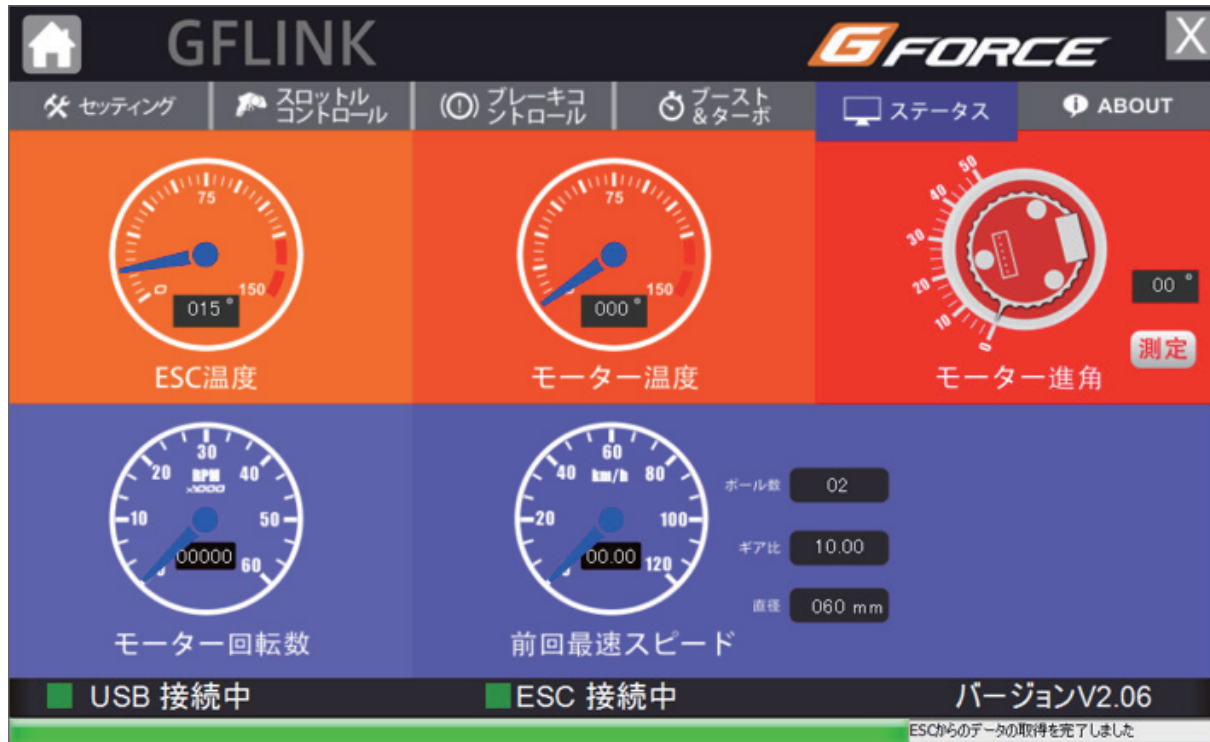 GFLINK
GFORCE
X
セッティング
スロットル
コントロール
ブレーキコ
ントロール
ブースト
&ターボ
ステータス
ABOUT
75
0
150
015°
ESC温度
75
150
000°
モーター温度
50
40
30
20
10
0
00°
測定
モーター進角
30
20
RPM
40
x1000
10
50
00000
60
モーター回転数
60
40
km/h
80
20
100
00.00
120
前回最速スピード
ポール数
02
ギア比
10.00
直径
060 mm
USB 接続中
ESC 接続中
バージョンV2.06
ESCからのデータの取得を完了しました